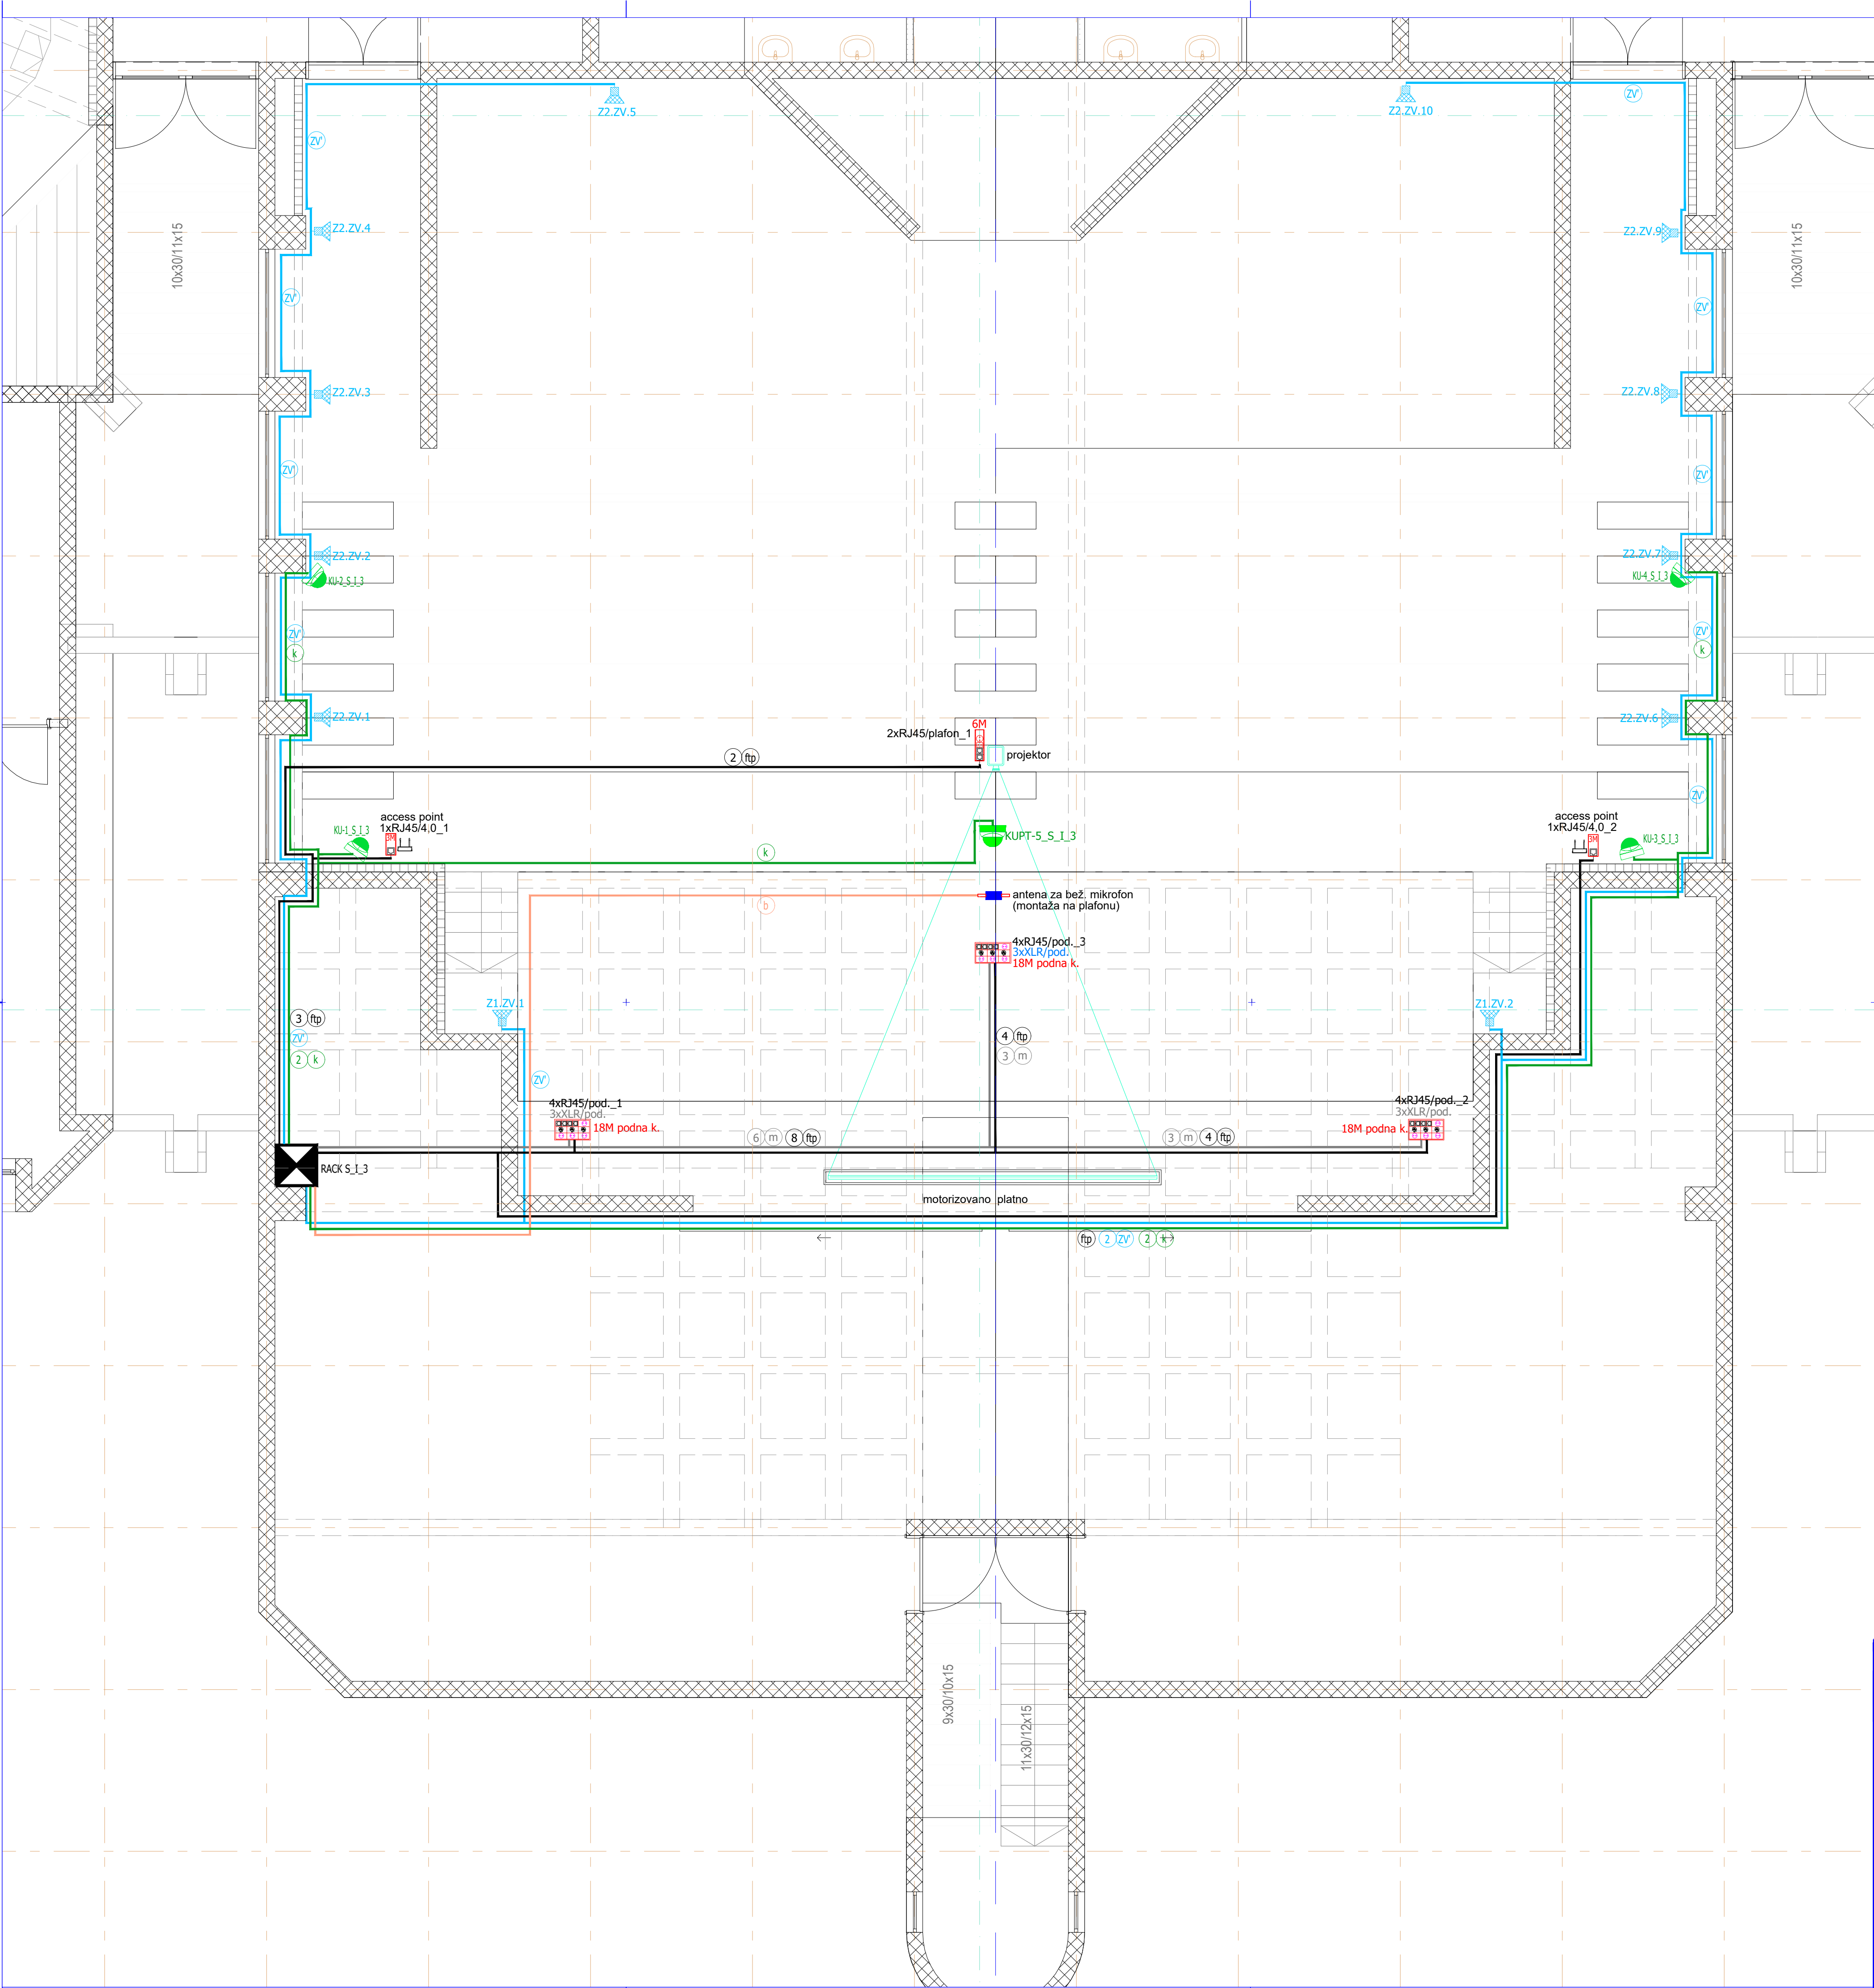 Z2.ZV.5
Z2.ZV.10
ZV'
ZV'
Z2.ZV.4
Z2.ZV.9
10x30/11x15
10x30/11x15
ZV'
ZV'
Z2.ZV.3
Z2.ZV.8
ZV'
ZV'
Z2.ZV.2
Z2.ZV.7
KU-2_S_I_3
KU-4_S_I_3
ZV'
k
ZV'
k
Z2.ZV.1
Z2.ZV.6
6M
2xRJ45/plafon_1
projektor
2 ftp
ZV'
access point
1xRJ45/4,0_1
3M
KU-1_S_I_3
access point
1xRJ45/4,0_2
3M
KU-3_S_I_3
KUPT-5_S_I_3
k
antena za bež. mikrofon
(montaža na plafonu)
b
4xRJ45/pod._3
3xXLR/pod.
18M podna k.
Z1.ZV.1
Z1.ZV.2
3 ftp
ZV'
2 k
4 ftp
3 m
ZV'
4xRJ45/pod._1
3xXLR/pod.
18M podna k.
4xRJ45/pod._2
3xXLR/pod.
18M podna k.
6 m 8 ftp
3 m 4 ftp
RACK S_I_3
motorizovano platno
ftp 2 ZV' 2 k
9x30/10x15
11x30/12x15